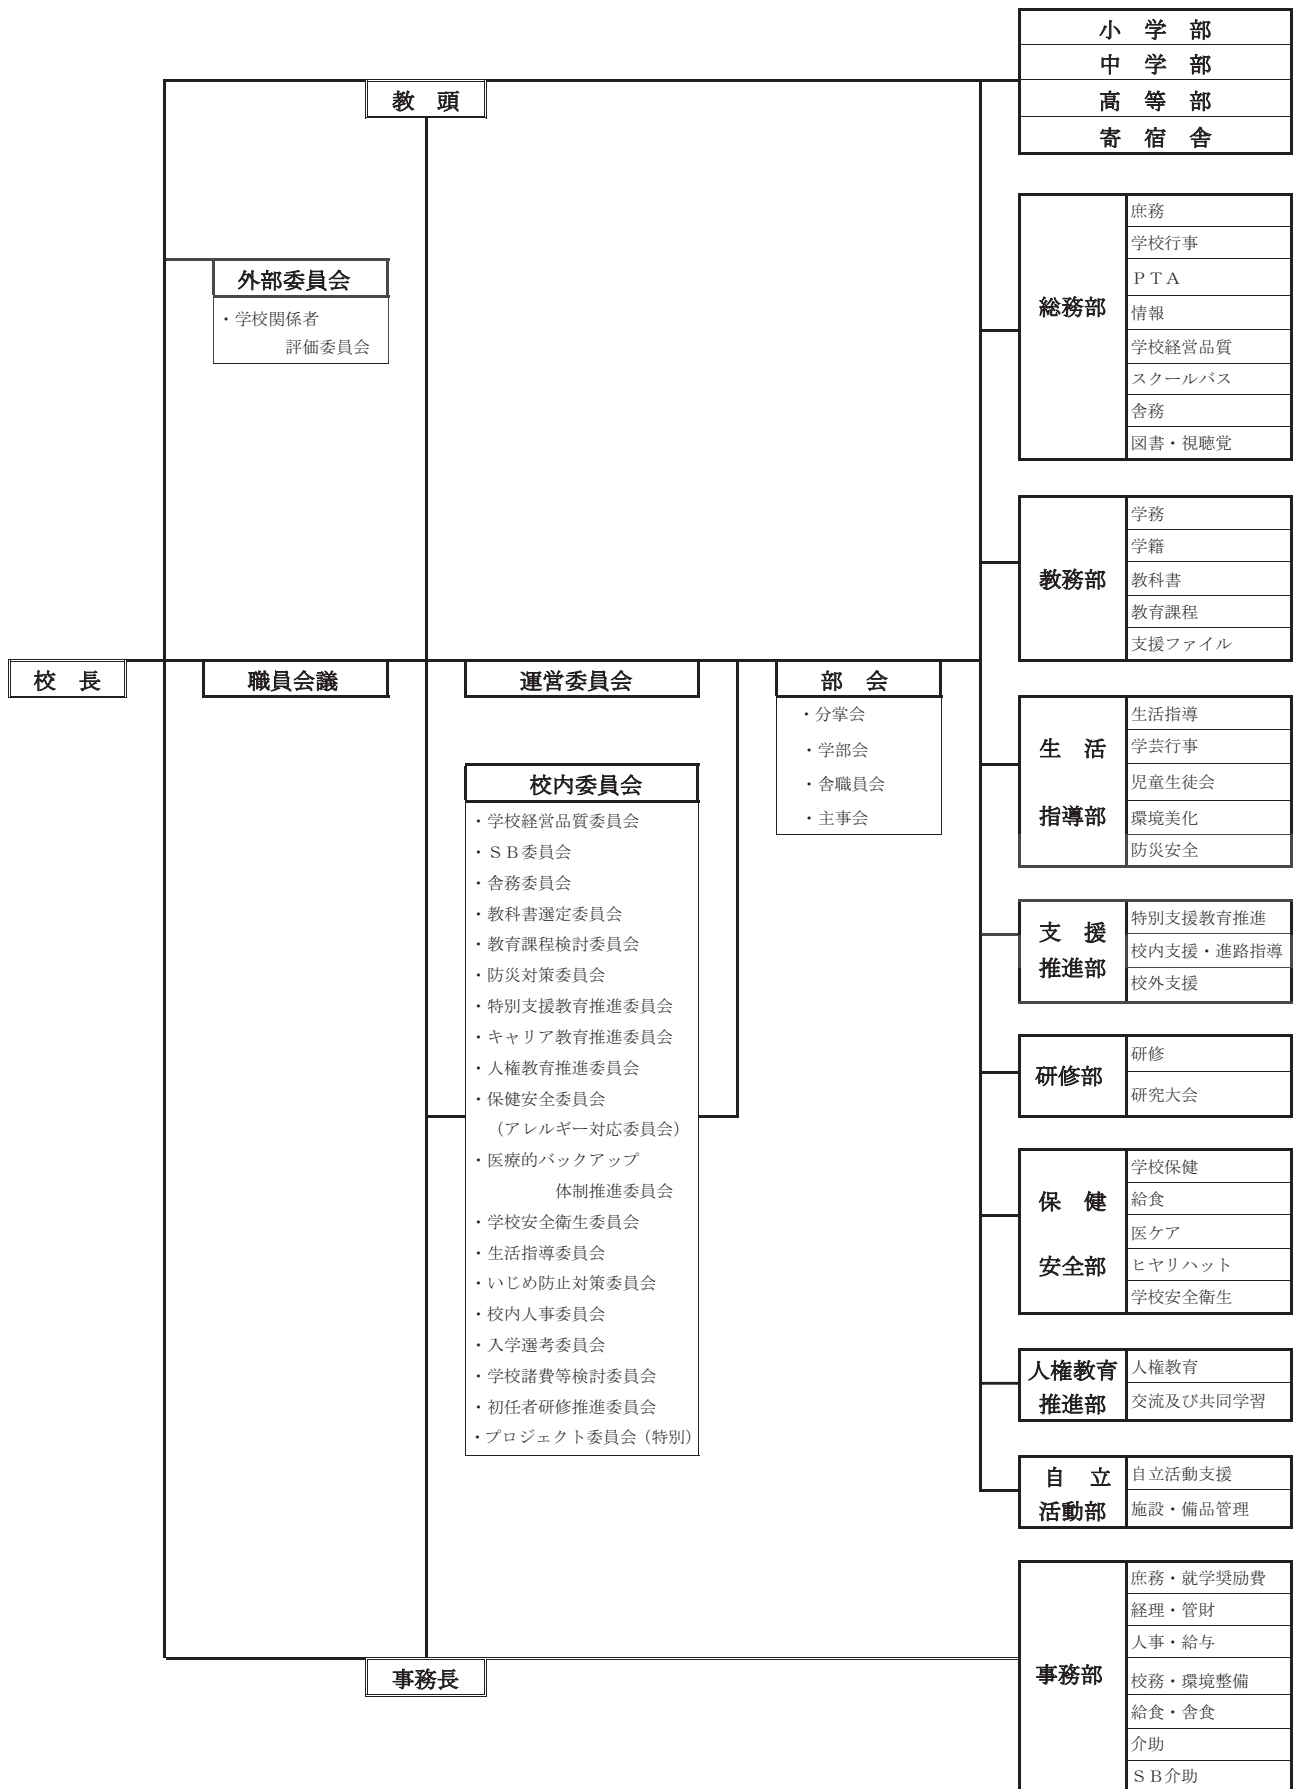 小　学　部
中　学　部
高　等　部
寄　宿　舎
教　頭
外部委員会
・学校関係者
評価委員会
校　長
職員会議
運営委員会
部　会
・分掌会
・学部会
・舎職員会
・主事会
校内委員会
・学校経営品質委員会
・ＳＢ委員会
・舎務委員会
・教科書選定委員会
・教育課程検討委員会
・防災対策委員会
・特別支援教育推進委員会
・キャリア教育推進委員会
・人権教育推進委員会
・保健安全委員会
（アレルギー対応委員会）
・医療的バックアップ
体制推進委員会
・学校安全衛生委員会
・生活指導委員会
・いじめ防止対策委員会
・校内人事委員会
・入学選考委員会
・学校諸費等検討委員会
・初任者研修推進委員会
・プロジェクト委員会（特別）
事務長
総務部
庶務
学校行事
ＰＴＡ
情報
学校経営品質
スクールバス
舎務
図書・視聴覚
教務部
学務
学籍
教科書
教育課程
支援ファイル
生　活
指導部
生活指導
学芸行事
児童生徒会
環境美化
防災安全
支　援
推進部
特別支援教育推進
校内支援・進路指導
校外支援
研修部
研修
研究大会
保　健
安全部
学校保健
給食
医ケア
ヒヤリハット
学校安全衛生
人権教育
推進部
人権教育
交流及び共同学習
自　立
活動部
自立活動支援
施設・備品管理
事務部
庶務・就学奨励費
経理・管財
人事・給与
校務・環境整備
給食・舎食
介助
ＳＢ介助